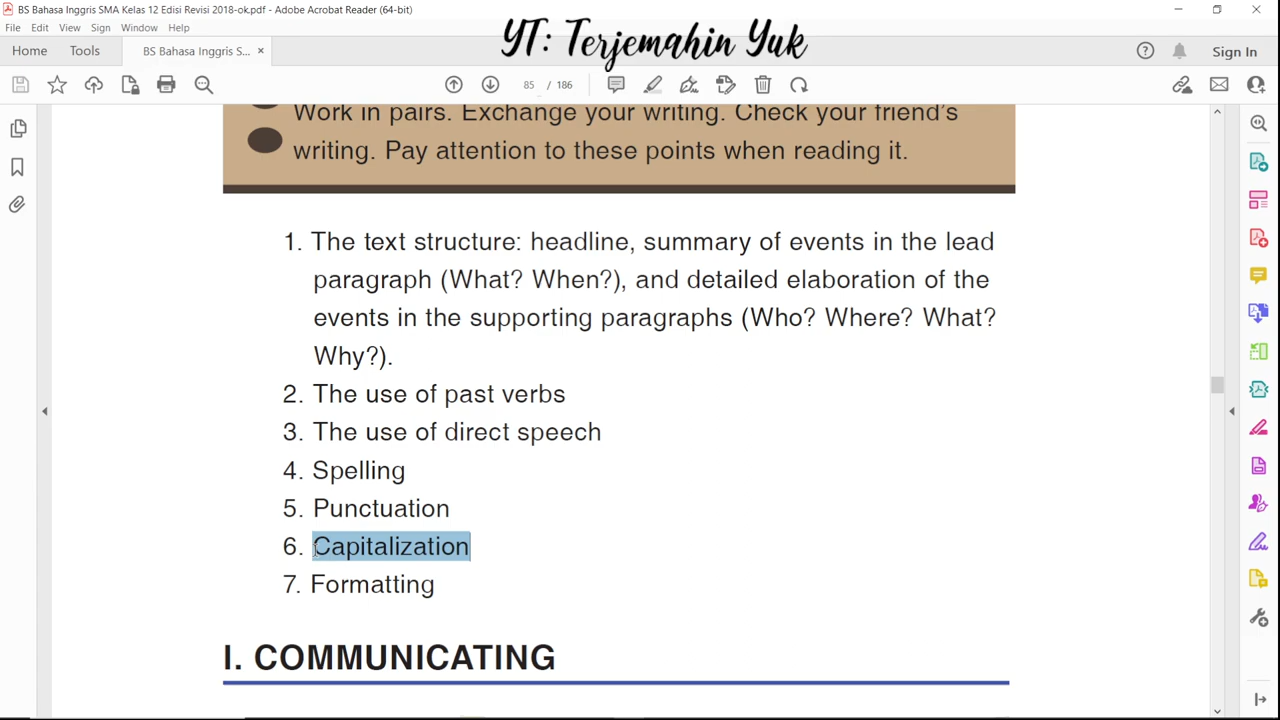 BS Bahasa Inggris SMA Kelas 12 Edisi Revisi 2018-ok.pdf - Adobe Acrobat Reader (64-bit)
YT: Terjemahin Yuk
File Edit View Sign Window Help
Home Tools BS Bahasa Inggris S... × Sign In
85 / 186
Work in pairs. Exchange your writing. Check your friend's
writing. Pay attention to these points when reading it.
1. The text structure: headline, summary of events in the lead
paragraph (What? When?), and detailed elaboration of the
events in the supporting paragraphs (Who? Where? What?
Why?).
2. The use of past verbs
3. The use of direct speech
4. Spelling
5. Punctuation
6. Capitalization
7. Formatting
I. COMMUNICATING